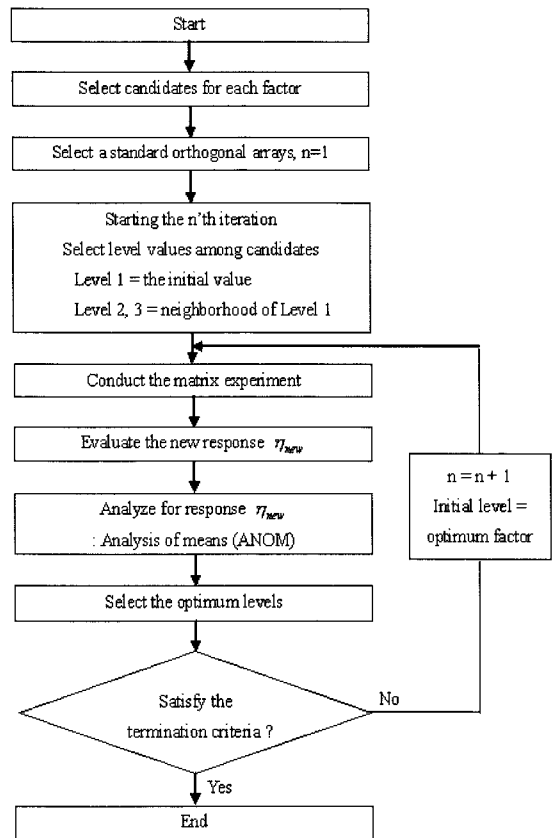 Start
Select candidates for each factor
Select a standard orthogonal arrays, n=1
Starting the n'th iteration
Select level values among candidates
Level 1 = the initial value
Level 2, 3 = neighborhood of Level 1
Conduct the matrix experiment
Evaluate the new response η_new
Analyze for response η_new
: Analysis of means (ANOM)
Select the optimum levels
n = n + 1
Initial level =
optimum factor
Satisfy the
termination criteria ?
No
Yes
End